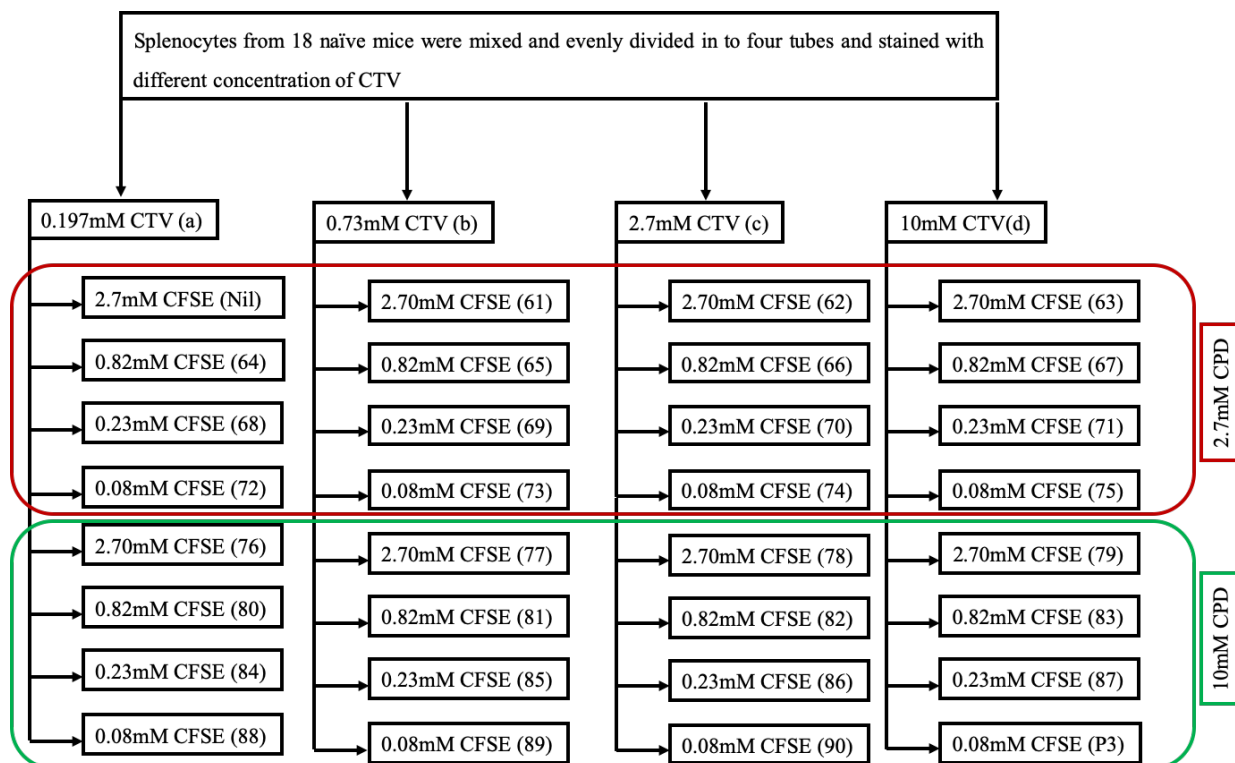 Splenocytes from 18 naïve mice were mixed and evenly divided in to four tubes and stained with
different concentration of CTV
0.197mM CTV (a)
0.73mM CTV (b)
2.7mM CTV (c)
10mM CTV(d)
2.7mM CFSE (Nil)
2.70mM CFSE (61)
2.70mM CFSE (62)
2.70mM CFSE (63)
0.82mM CFSE (64)
0.82mM CFSE (65)
0.82mM CFSE (66)
0.82mM CFSE (67)
0.23mM CFSE (68)
0.23mM CFSE (69)
0.23mM CFSE (70)
0.23mM CFSE (71)
0.08mM CFSE (72)
0.08mM CFSE (73)
0.08mM CFSE (74)
0.08mM CFSE (75)
2.7mM CPD
2.70mM CFSE (76)
2.70mM CFSE (77)
2.70mM CFSE (78)
2.70mM CFSE (79)
0.82mM CFSE (80)
0.82mM CFSE (81)
0.82mM CFSE (82)
0.82mM CFSE (83)
0.23mM CFSE (84)
0.23mM CFSE (85)
0.23mM CFSE (86)
0.23mM CFSE (87)
0.08mM CFSE (88)
0.08mM CFSE (89)
0.08mM CFSE (90)
0.08mM CFSE (P3)
10mM CPD